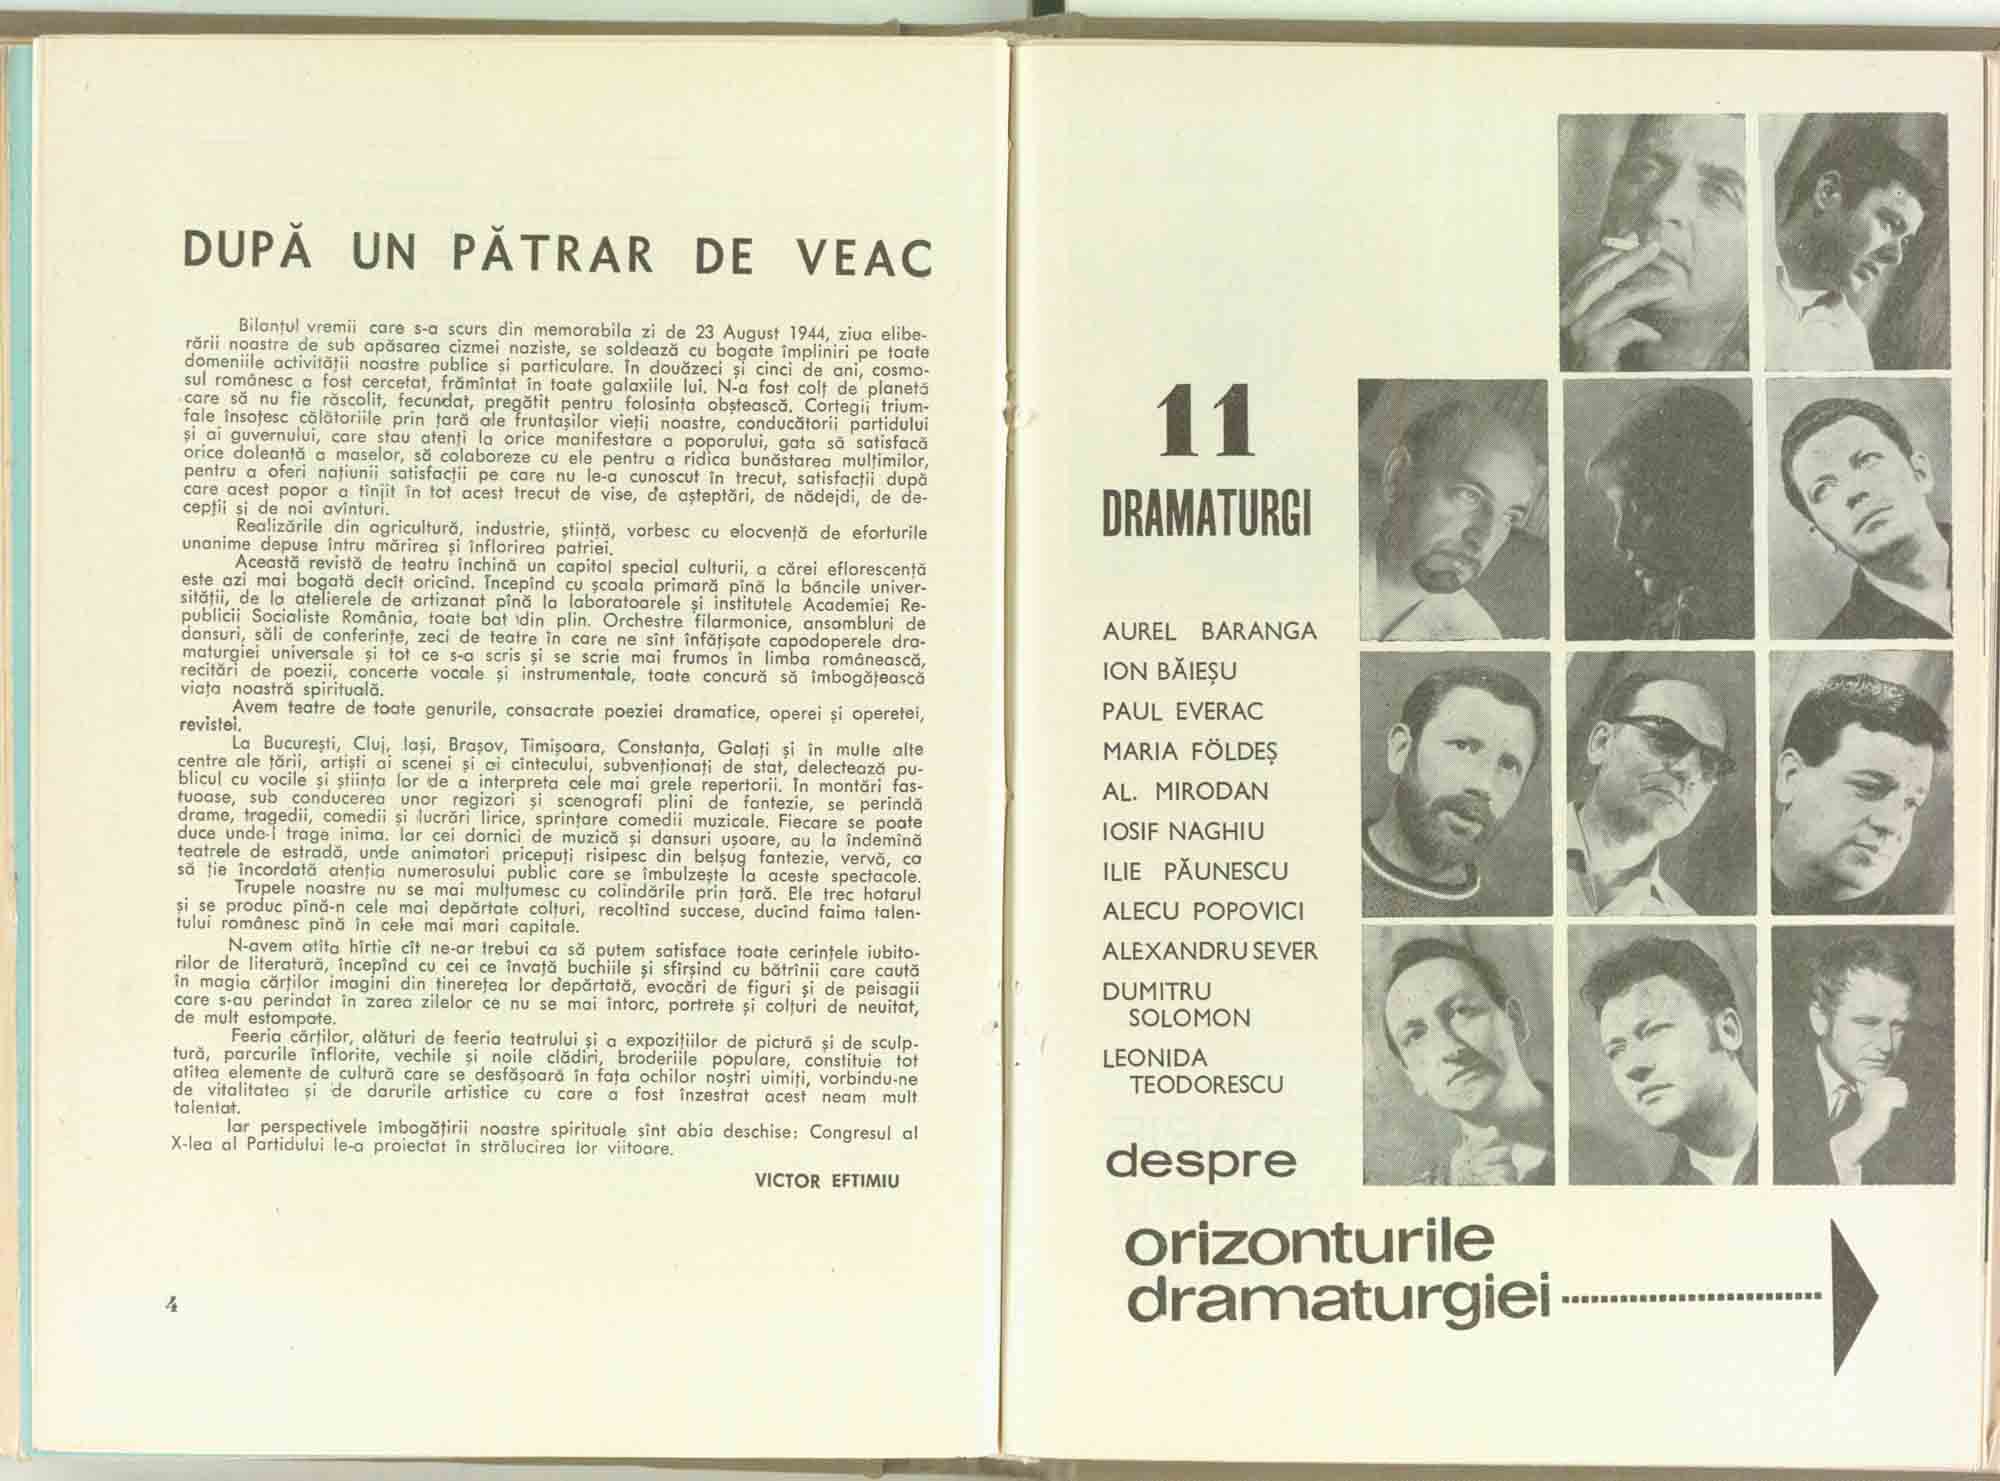 DUPĂ UN PĂTRAR DE VEAC
Bilanțul vremii care s-a scurs din memorabila zi de 23 August 1944, ziua elibe-
rării noastre de sub apăsarea cizmei naziste, se soldează cu bogate împliniri pe toate
domeniile activității noastre publice si particulare. În douăzeci și cinci de ani, cosmo-
sul românesc a fost cercetat, frămîntat în toate galaxiile lui. N-a fost colț de planetă
care să nu fie răscolit, fecundat, pregătit pentru folosința obștească. Cortegii trium-
fale însoțesc călătoriile prin țară ale fruntașilor vieții noastre, conducătorii partidului
și ai guvernului, care stau atenți la orice manifestare a poporului, gata să satisfacă
orice doleanță a maselor, să colaboreze cu ele pentru a ridica bunăstarea mulțimilor,
pentru a oferi națiunii satisfacții pe care nu le-a cunoscut în trecut, satisfacții după
care acest popor a tînjit în tot acest trecut de vise, de așteptări, de nădejdi, de de-
cepții și de noi avînturi.
Realizările din agricultură, industrie, știință, vorbesc cu elocvență de eforturile
unanime depuse întru mărirea și înflorirea patriei.
Această revistă de teatru închină un capitol special culturii, a cărei eflorescență
este azi mai bogată decît oricînd. Începînd cu școala primară pînă la băncile univer-
sității, de la atelierele de artizanat pînă la laboratoarele și institutele Academiei Re-
publicii Socialiste România, toate bat din plin. Orchestre filarmonice, ansambluri de
dansuri, săli de conferințe, zeci de teatre în care ne sînt înfățișate capodoperele dra-
maturgiei universale și tot ce s-a scris și se scrie mai frumos în limba românească,
recitări de poezii, concerte vocale și instrumentale, toate concură să îmbogățească
viața noastră spirituală.
Avem teatre de toate genurile, consacrate poeziei dramatice, operei și operetei,
revistei.
La București, Cluj, Iași, Brașov, Timișoara, Constanța, Galați și în multe alte
centre ale țării, artiști ai scenei și ai cîntecului, subvenționați de stat, delectează pu-
blicul cu vocile și știința lor de a interpreta cele mai grele repertorii. În montări fas-
tuoase, sub conducerea unor regizori și scenografi plini de fantezie, se perindă
drame, tragedii, comedii și lucrări lirice, sprințare comedii muzicale. Fiecare se poate
duce unde-l trage inima. Iar cei dornici de muzică și dansuri ușoare, au la îndemînă
teatrele de estradă, unde animatori pricepuți risipesc din belșug fantezie, vervă, ca
să ție încordată atenția numerosului public care se îmbulzește la aceste spectacole.
Trupele noastre nu se mai mulțumesc cu colindările prin țară. Ele trec hotarul
și se produc pînă-n cele mai depărtate colțuri, recoltînd succese, ducînd faima talen-
tului românesc pînă în cele mai mari capitale.
N-avem atîta hîrtie cît ne-ar trebui ca să putem satisface toate cerințele iubito-
rilor de literatură, începînd cu cei ce învață buchiile și sfîrșind cu bătrînii care caută
în magia cărților imagini din tinerețea lor depărtată, evocări de figuri și de peisagii
care s-au perindat în zarea zilelor ce nu se mai întorc, portrete și colțuri de neuitat,
de mult estompate.
Feeria cărților, alături de feeria teatrului și a expozițiilor de pictură și de sculp-
tură, parcurile înflorite, vechile și noile clădiri, broderiile populare, constituie tot
atîtea elemente de cultură care se desfășoară în fața ochilor noștri uimiți, vorbindu-ne
de vitalitatea și de darurile artistice cu care a fost înzestrat acest neam mult
talentat.
Iar perspectivele îmbogățirii noastre spirituale sînt abia deschise: Congresul al
X-lea al Partidului le-a proiectat în strălucirea lor viitoare.
VICTOR EFTIMIU
4
11
DRAMATURGI
AUREL BARANGA
ION BĂIEȘU
PAUL EVERAC
MARIA FÖLDEȘ
AL. MIRODAN
IOSIF NAGHIU
ILIE PĂUNESCU
ALECU POPOVICI
ALEXANDRU SEVER
DUMITRU
SOLOMON
LEONIDA
TEODORESCU
despre
orizonturile
dramaturgiei